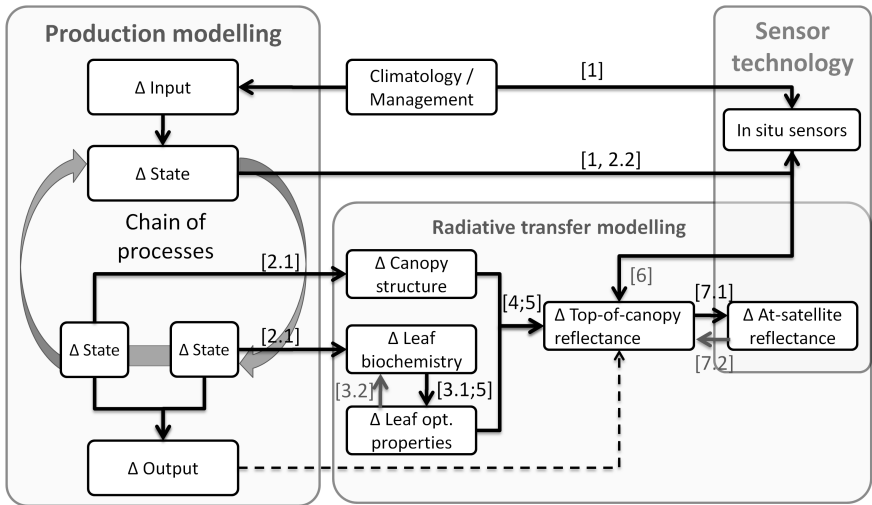 Production modelling
Sensor
technology
Δ Input
Climatology /
Management
[1]
In situ sensors
Δ State
[1, 2.2]
Chain of
processes
Radiative transfer modelling
[2.1]
Δ Canopy
structure
[6]
[4;5]
Δ Top-of-canopy
reflectance
[7.1]
Δ At-satellite
reflectance
[7.2]
Δ State
Δ State
[2.1]
Δ Leaf
biochemistry
[3.2]
[3.1;5]
Δ Leaf opt.
properties
Δ Output